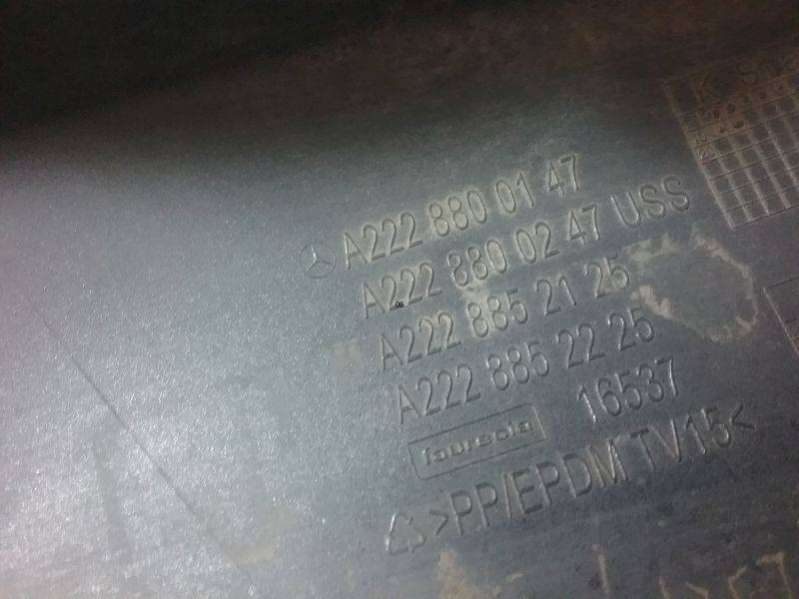 A222 880 01 47
A222 880 02 47 USS
A222 885 21 25
A222 885 22 25
faurecia 16537
>PP/EPDM TV15<